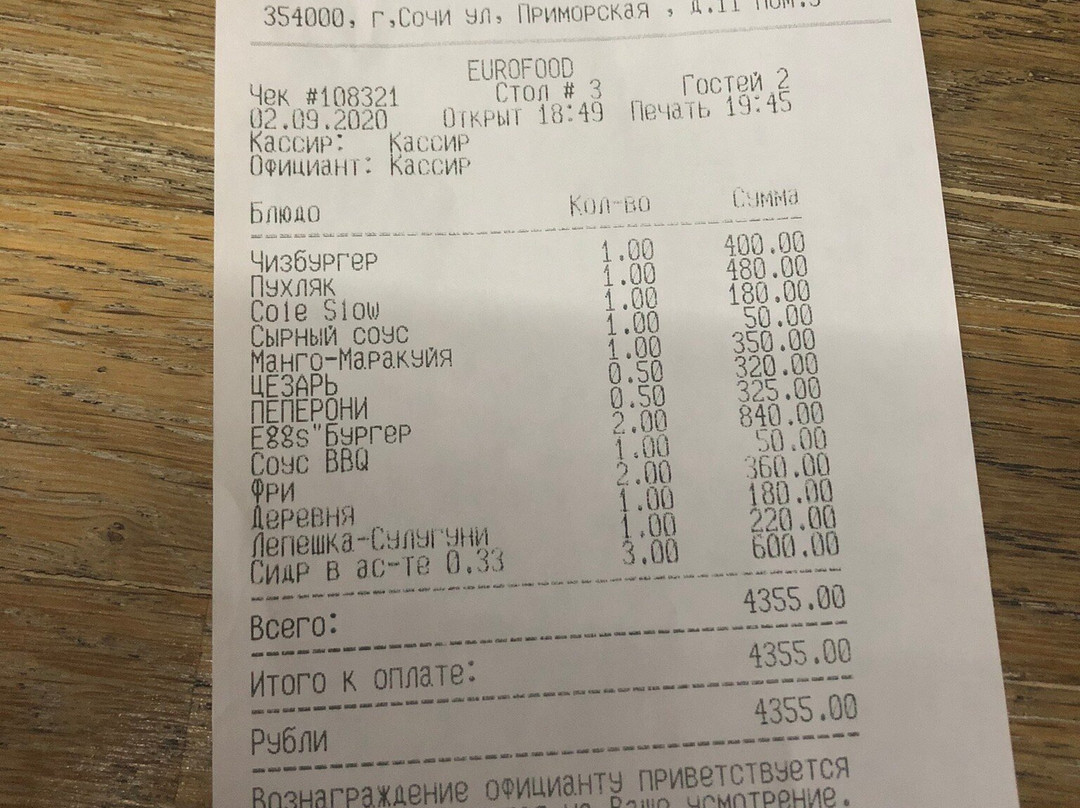 354000, г,Сочи ул, Приморская , д.11 пом.
EUROFOOD
Чек #108321 Стол # 3 Гостей 2
02.09.2020 Открыт 18:49 Печать 19:45
Кассир: Кассир
Официант: Кассир
Блюдо Кол-во Сумма
Чизбургер 1.00 400.00
Пухляк 1.00 480.00
Cole Slow 1.00 180.00
Сырный соус 1.00 50.00
Манго-Маракуйя 1.00 350.00
ЦЕЗАРЬ 0.50 320.00
ПЕПЕРОНИ 0.50 325.00
Eggs"Бургер 2.00 840.00
Соус BBQ 1.00 50.00
Фри 2.00 360.00
Деревня 1.00 180.00
Лепешка-Сулугуни 1.00 220.00
Сидр в ас-те 0.33 3.00 600.00
Всего: 4355.00
Итого к оплате: 4355.00
Рубли 4355.00
Вознаграждение официанту приветствуется
на Ваше усмотрение.